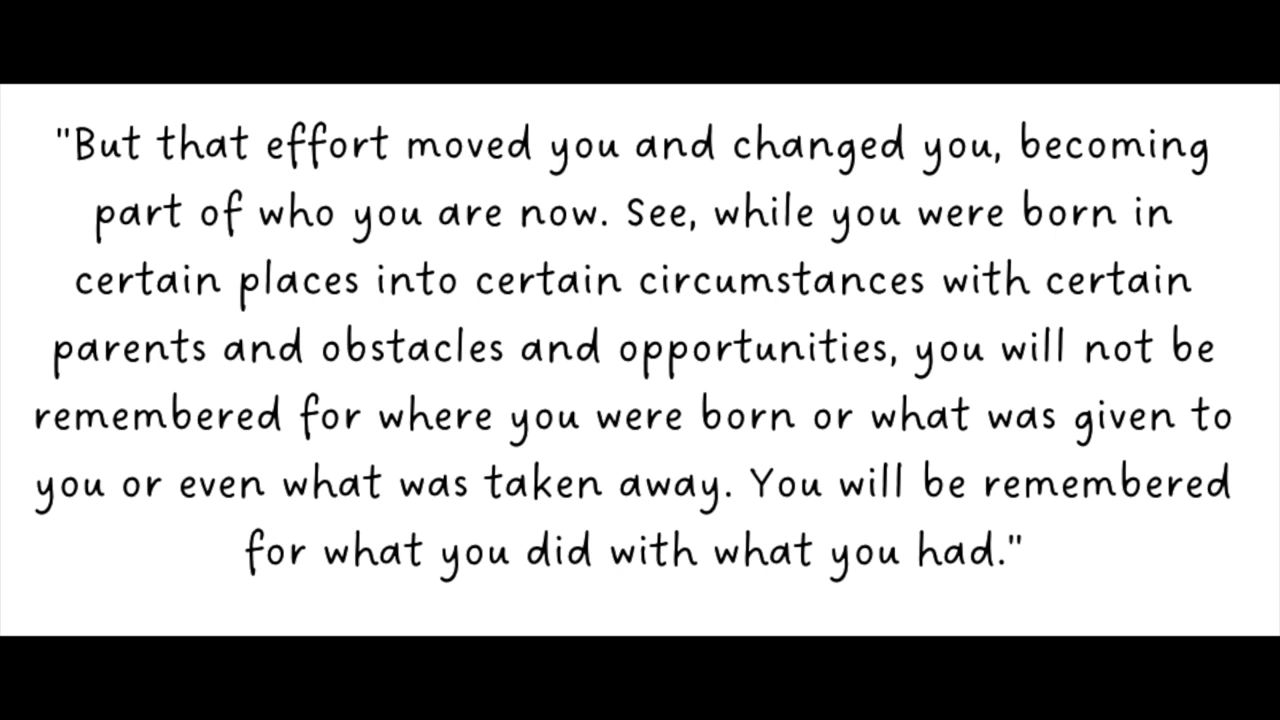 "But that effort moved you and changed you, becoming
part of who you are now. See, while you were born in
certain places into certain circumstances with certain
parents and obstacles and opportunities, you will not be
remembered for where you were born or what was given to
you or even what was taken away. You will be remembered
for what you did with what you had."